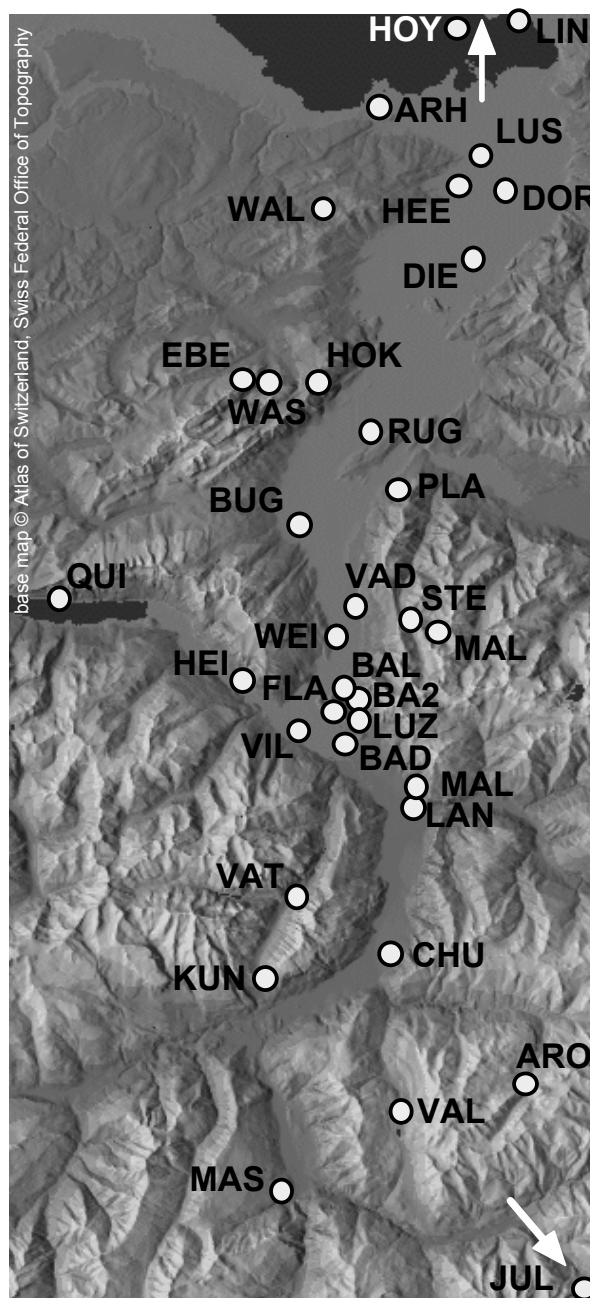 HOY
LIN
ARH
LUS
WAL
HEE
DOR
DIE
EBE
HOK
WAS
RUG
PLA
BUG
QUI
VAD
STE
WEI
MAL
HEI
BAL
FLA
BA2
LUZ
VIL
BAD
MAL
LAN
VAT
CHU
KUN
ARO
VAL
MAS
JUL
base map © Atlas of Switzerland, Swiss Federal Office of Topography